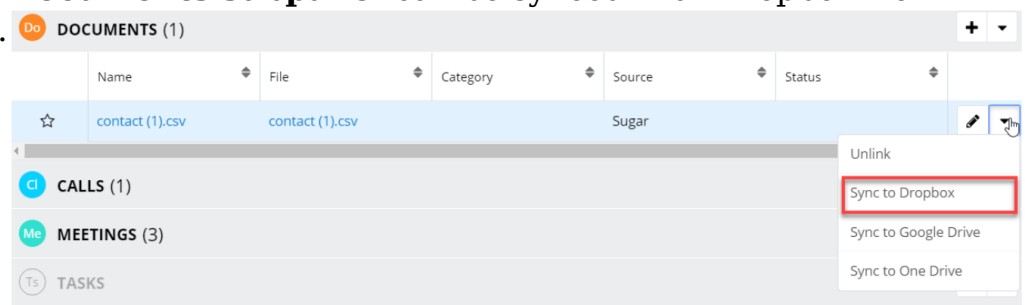 Do DOCUMENTS (1)
Name File Category Source Status
contact (1).csv contact (1).csv Sugar
Unlink
Cl CALLS (1)
Sync to Dropbox
Me MEETINGS (3)
Sync to Google Drive
Sync to One Drive
Ts TASKS